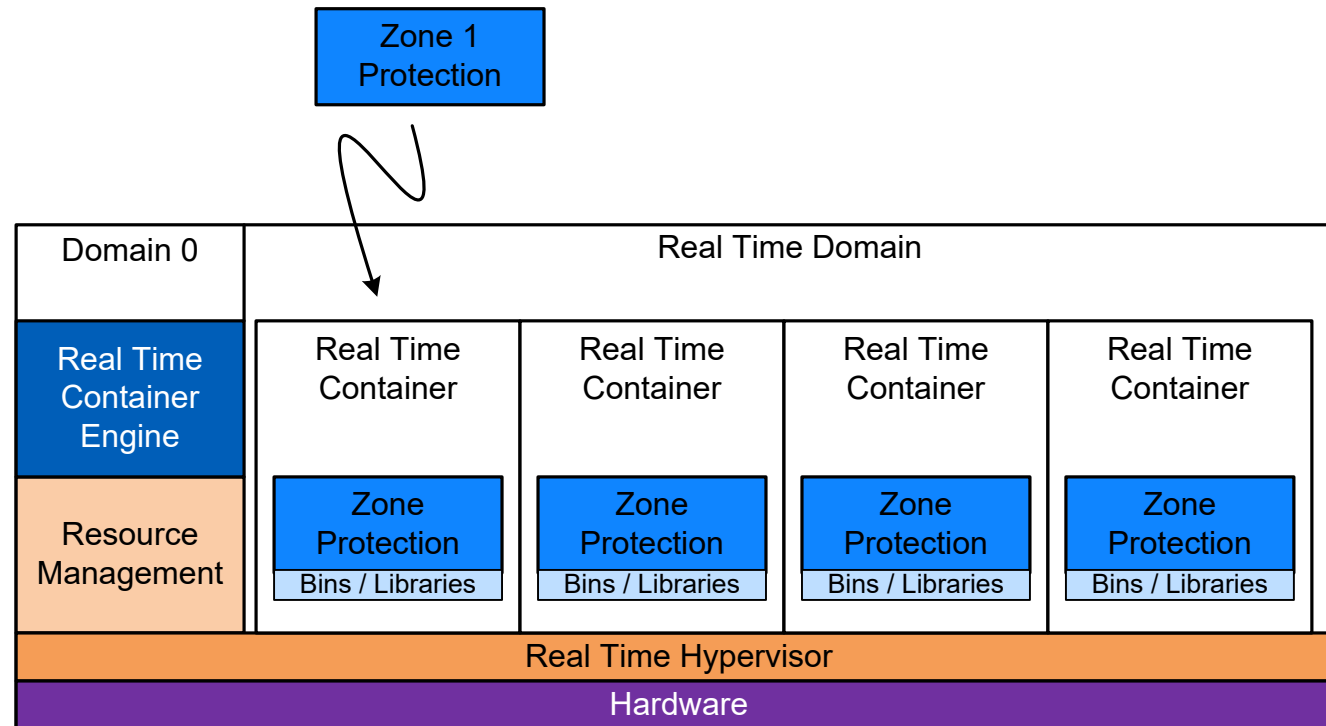 Zone 1
Protection
Domain 0
Real Time Domain
Real Time
Container
Engine
Resource
Management
Real Time
Container
Zone
Protection
Bins / Libraries
Real Time
Container
Zone
Protection
Bins / Libraries
Real Time
Container
Zone
Protection
Bins / Libraries
Real Time
Container
Zone
Protection
Bins / Libraries
Real Time Hypervisor
Hardware